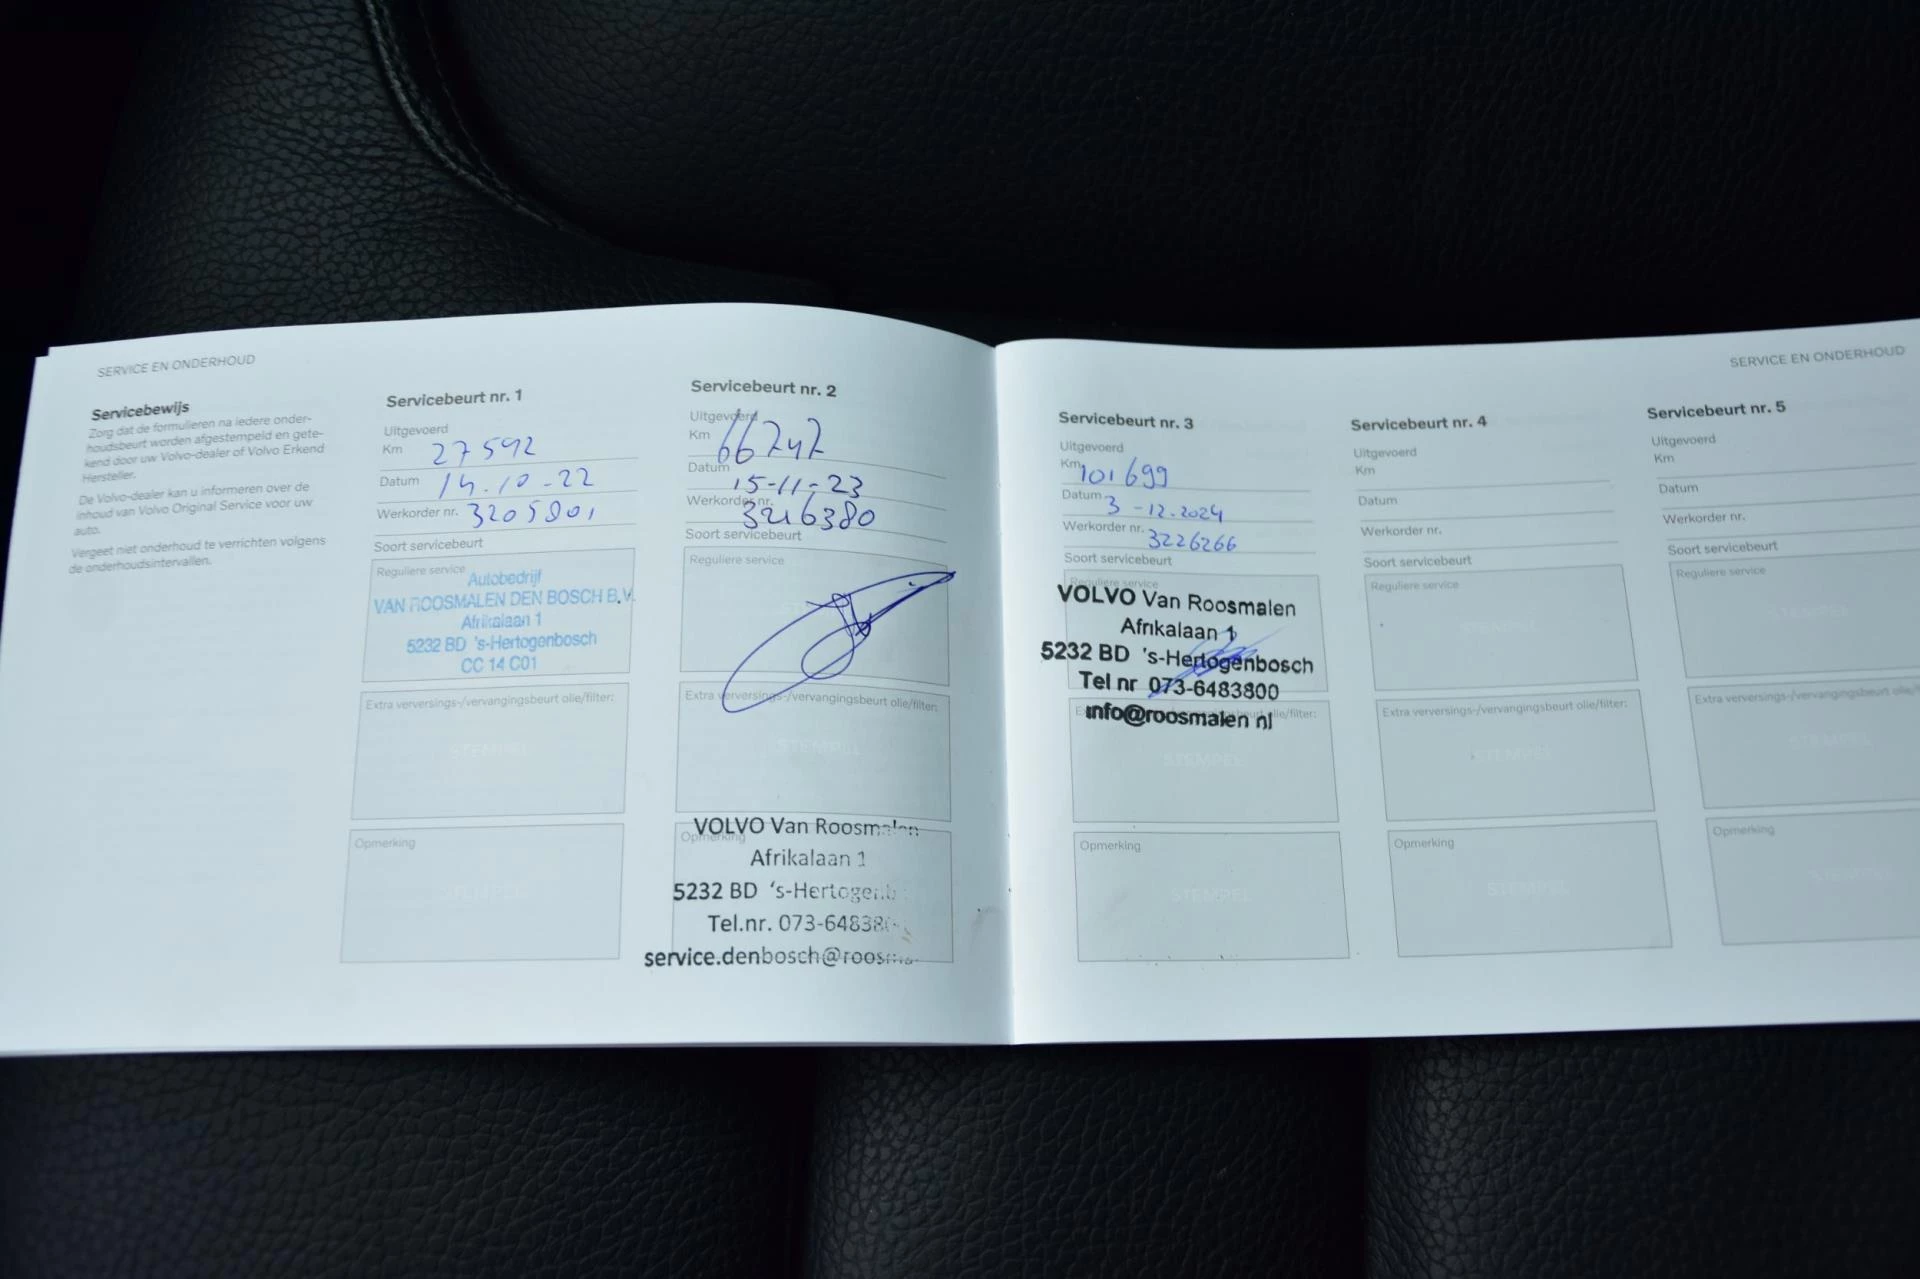 SERVICE EN ONDERHOUD
Servicebewijs
Zorg dat de formulieren na iedere onder-
houdsbeurt worden afgestempeld en gete-
kend door uw Volvo-dealer of Volvo Erkend
Hersteller.
De Volvo-dealer kan u informeren over de
inhoud van Volvo Original Service voor uw
auto.
Vergeet niet onderhoud te verrichten volgens
de onderhoudsintervallen.
Servicebeurt nr. 1
Uitgevoerd
Km 27592
Datum 14.10-22
Werkorder nr. 3205801
Soort servicebeurt
Reguliere service
Autobedrijf
VAN ROOSMALEN DEN BOSCH B.V.
Afrikalaan 1
5232 BD 's-Hertogenbosch
CC 14 C01
Extra verversings-/vervangingsbeurt olie/filter:
STEMPEL
Opmerking
STEMPEL
Servicebeurt nr. 2
Uitgevoerd
Km 66747
Datum 15-11-23
Werkorder nr. 3216380
Soort servicebeurt
Reguliere service
Extra verversings-/vervangingsbeurt olie/filter:
STEMPEL
Opmerking
VOLVO Van Roosmalen
Afrikalaan 1
5232 BD 's-Hertogenb
Tel.nr. 073-64838
service.denbosch@roosma
SERVICE EN ONDERHOUD
Servicebeurt nr. 3
Uitgevoerd
Km 101699
Datum 3-12.2024
Werkorder nr. 3226266
Soort servicebeurt
Reguliere service
VOLVO Van Roosmalen
Afrikalaan 1
5232 BD 's-Hertogenbosch
Tel nr 073-6483800
info@roosmalen nl
STEMPEL
Opmerking
STEMPEL
Servicebeurt nr. 4
Uitgevoerd
Km
Datum
Werkorder nr.
Soort servicebeurt
Reguliere service
STEMPEL
Extra verversings-/vervangingsbeurt olie/filter:
STEMPEL
Opmerking
STEMPEL
Servicebeurt nr. 5
Uitgevoerd
Km
Datum
Werkorder nr.
Soort servicebeurt
Reguliere service
STEMPEL
Extra verversings-/vervangingsbeurt olie/f
STEMPEL
Opmerking
STEMPEL